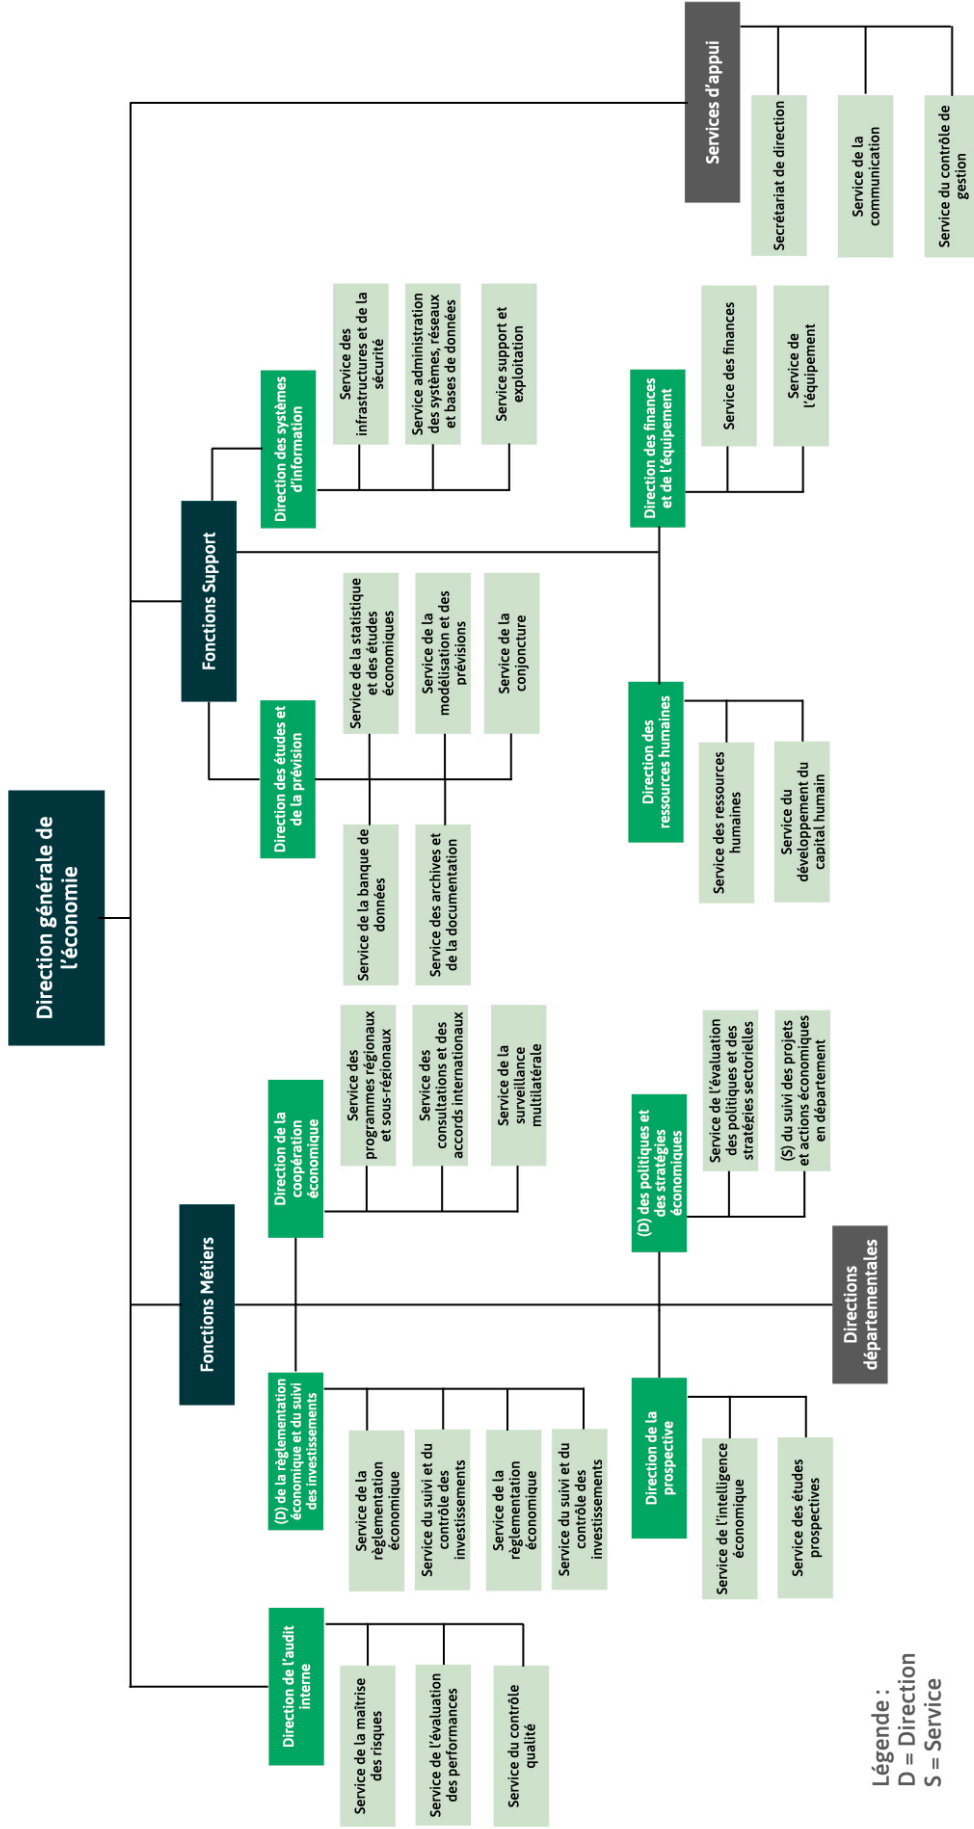 Direction générale de
l'économie
Fonctions Métiers
Fonctions Support
Direction de l'audit
interne
Service de la maîtrise
des risques
Service de l'évaluation
des performances
Service du contrôle
qualité
(D) de la règlementation
économique et du suivi
des investissements
Service de la
règlementation
économique
Service du suivi et du
contrôle des
investissements
Service de la
règlementation
économique
Service du suivi et du
contrôle des
investissements
Direction de la
coopération
économique
Service des
programmes régionaux
et sous-régionaux
Service des
consultations et des
accords internationaux
Service de la
surveillance
multilatérale
Direction des études et
de la prévision
Service de la banque de
données
Service des archives et
de la documentation
Service de la statistique
et des études
économiques
Service de la
modélisation et des
prévisions
Service de la
conjoncture
Direction des systèmes
d'information
Service des
infrastructures et de la
sécurité
Service administration
des systèmes, réseaux
et bases de données
Service support et
exploitation
Direction de la
prospective
Service de l'intelligence
économique
Service des études
prospectives
(D) des politiques et
des stratégies
économiques
Service de l'évaluation
des politiques et des
stratégies sectorielles
(S) du suivi des projets
et actions économiques
en département
Direction des
ressources humaines
Service des ressources
humaines
Service du
développement du
capital humain
Direction des finances
et de l'équipement
Service des finances
Service de
l'équipement
Services d'appui
Secrétariat de direction
Service de la
communication
Service du contrôle de
gestion
Directions
départementales
Légende :
D = Direction
S = Service